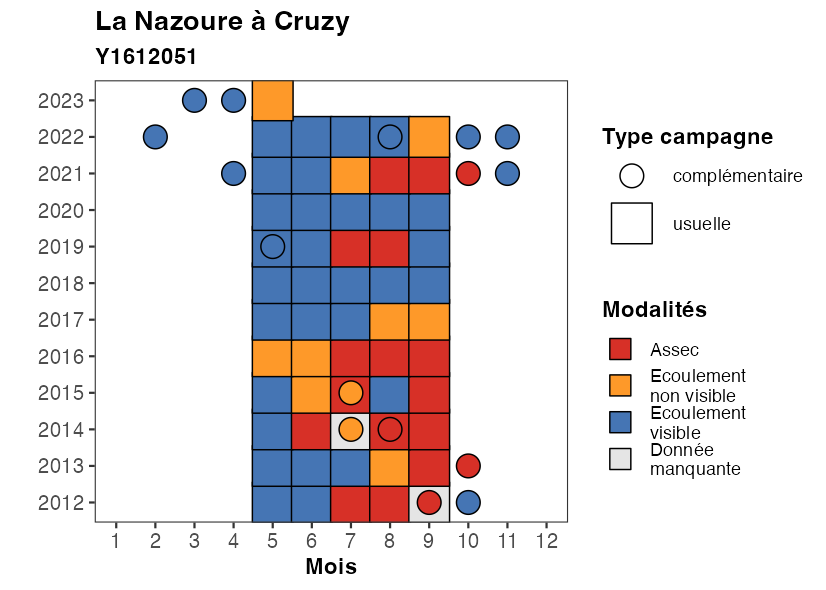 La Nazoure à Cruzy
Y1612051
2023
2022
2021
2020
2019
2018
2017
2016
2015
2014
2013
2012
1 2 3 4 5 6 7 8 9 10 11 12
Mois
Type campagne
complémentaire
usuelle
Modalités
Assec
Ecoulement
non visible
Ecoulement
visible
Donnée
manquante